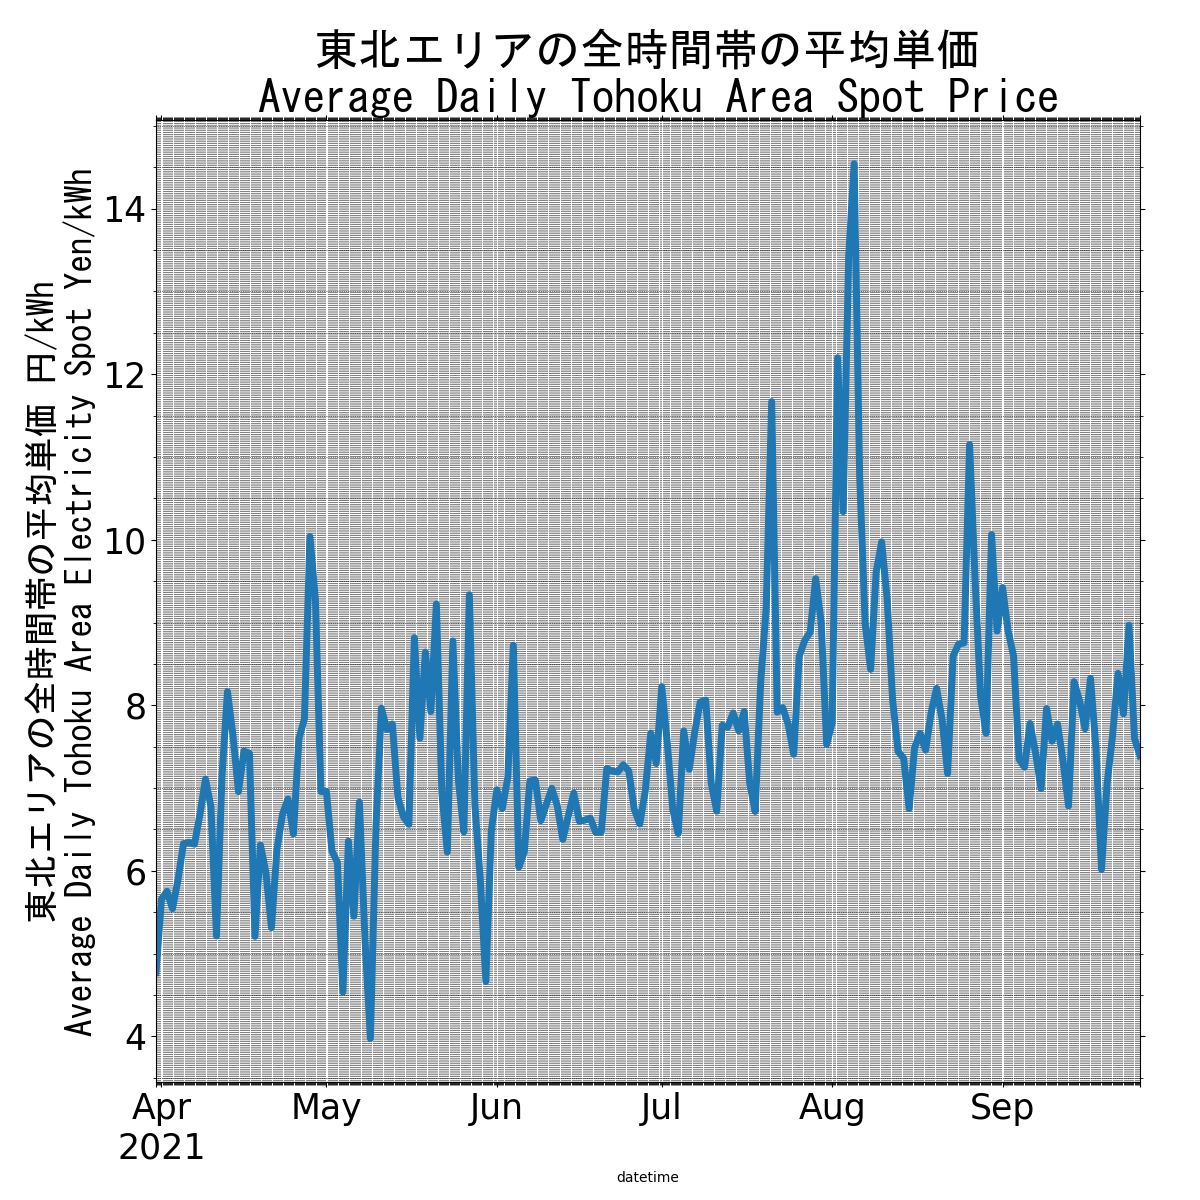 東北エリアの全時間帯の平均単価
Average Daily Tohoku Area Spot Price
東北エリアの全時間帯の平均単価 円/kWh
Average Daily Tohoku Area Electricity Spot Yen/kWh
14
12
10
8
6
4
Apr
2021
May
Jun
Jul
Aug
Sep
datetime